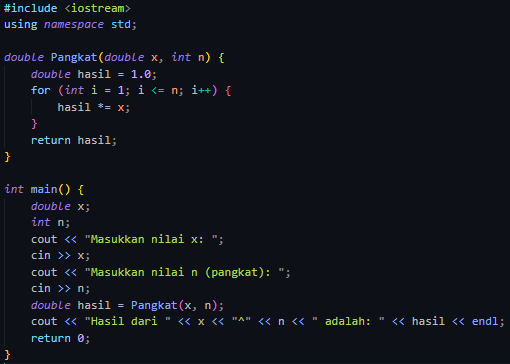 #include <iostream>
using namespace std;

double Pangkat(double x, int n) {
    double hasil = 1.0;
    for (int i = 1; i <= n; i++) {
        hasil *= x;
    }
    return hasil;
}

int main() {
    double x;
    int n;
    cout << "Masukkan nilai x: ";
    cin >> x;
    cout << "Masukkan nilai n (pangkat): ";
    cin >> n;
    double hasil = Pangkat(x, n);
    cout << "Hasil dari " << x << "^" << n << " adalah: " << hasil << endl;
    return 0;
}